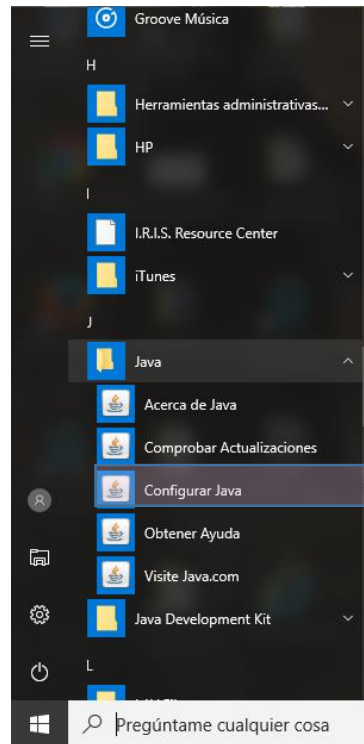 Groove Música
H
Herramientas administrativas...
HP
I
I.R.I.S. Resource Center
iTunes
J
Java
Acerca de Java
Comprobar Actualizaciones
Configurar Java
Obtener Ayuda
Visite Java.com
Java Development Kit
L
Pregúntame cualquier cosa